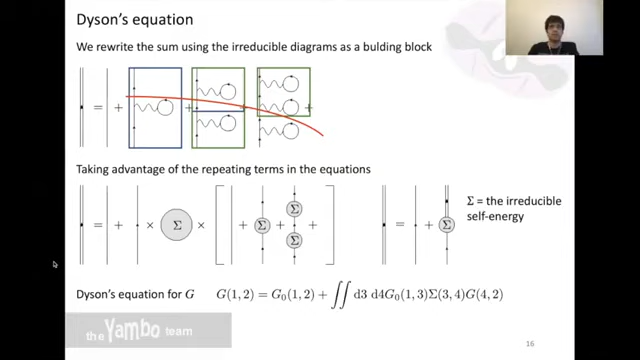 Dyson's equation
We rewrite the sum using the irreducible diagrams as a bulding block
= + + +
Taking advantage of the repeating terms in the equations
= + × Σ × [ + Σ + Σ Σ + ] = + Σ
Σ = the irreducible
self-energy
Dyson's equation for G G(1,2) = G₀(1,2) + ∬ d3 d4G₀(1,3)Σ(3,4)G(4,2)
the Yambo team
16